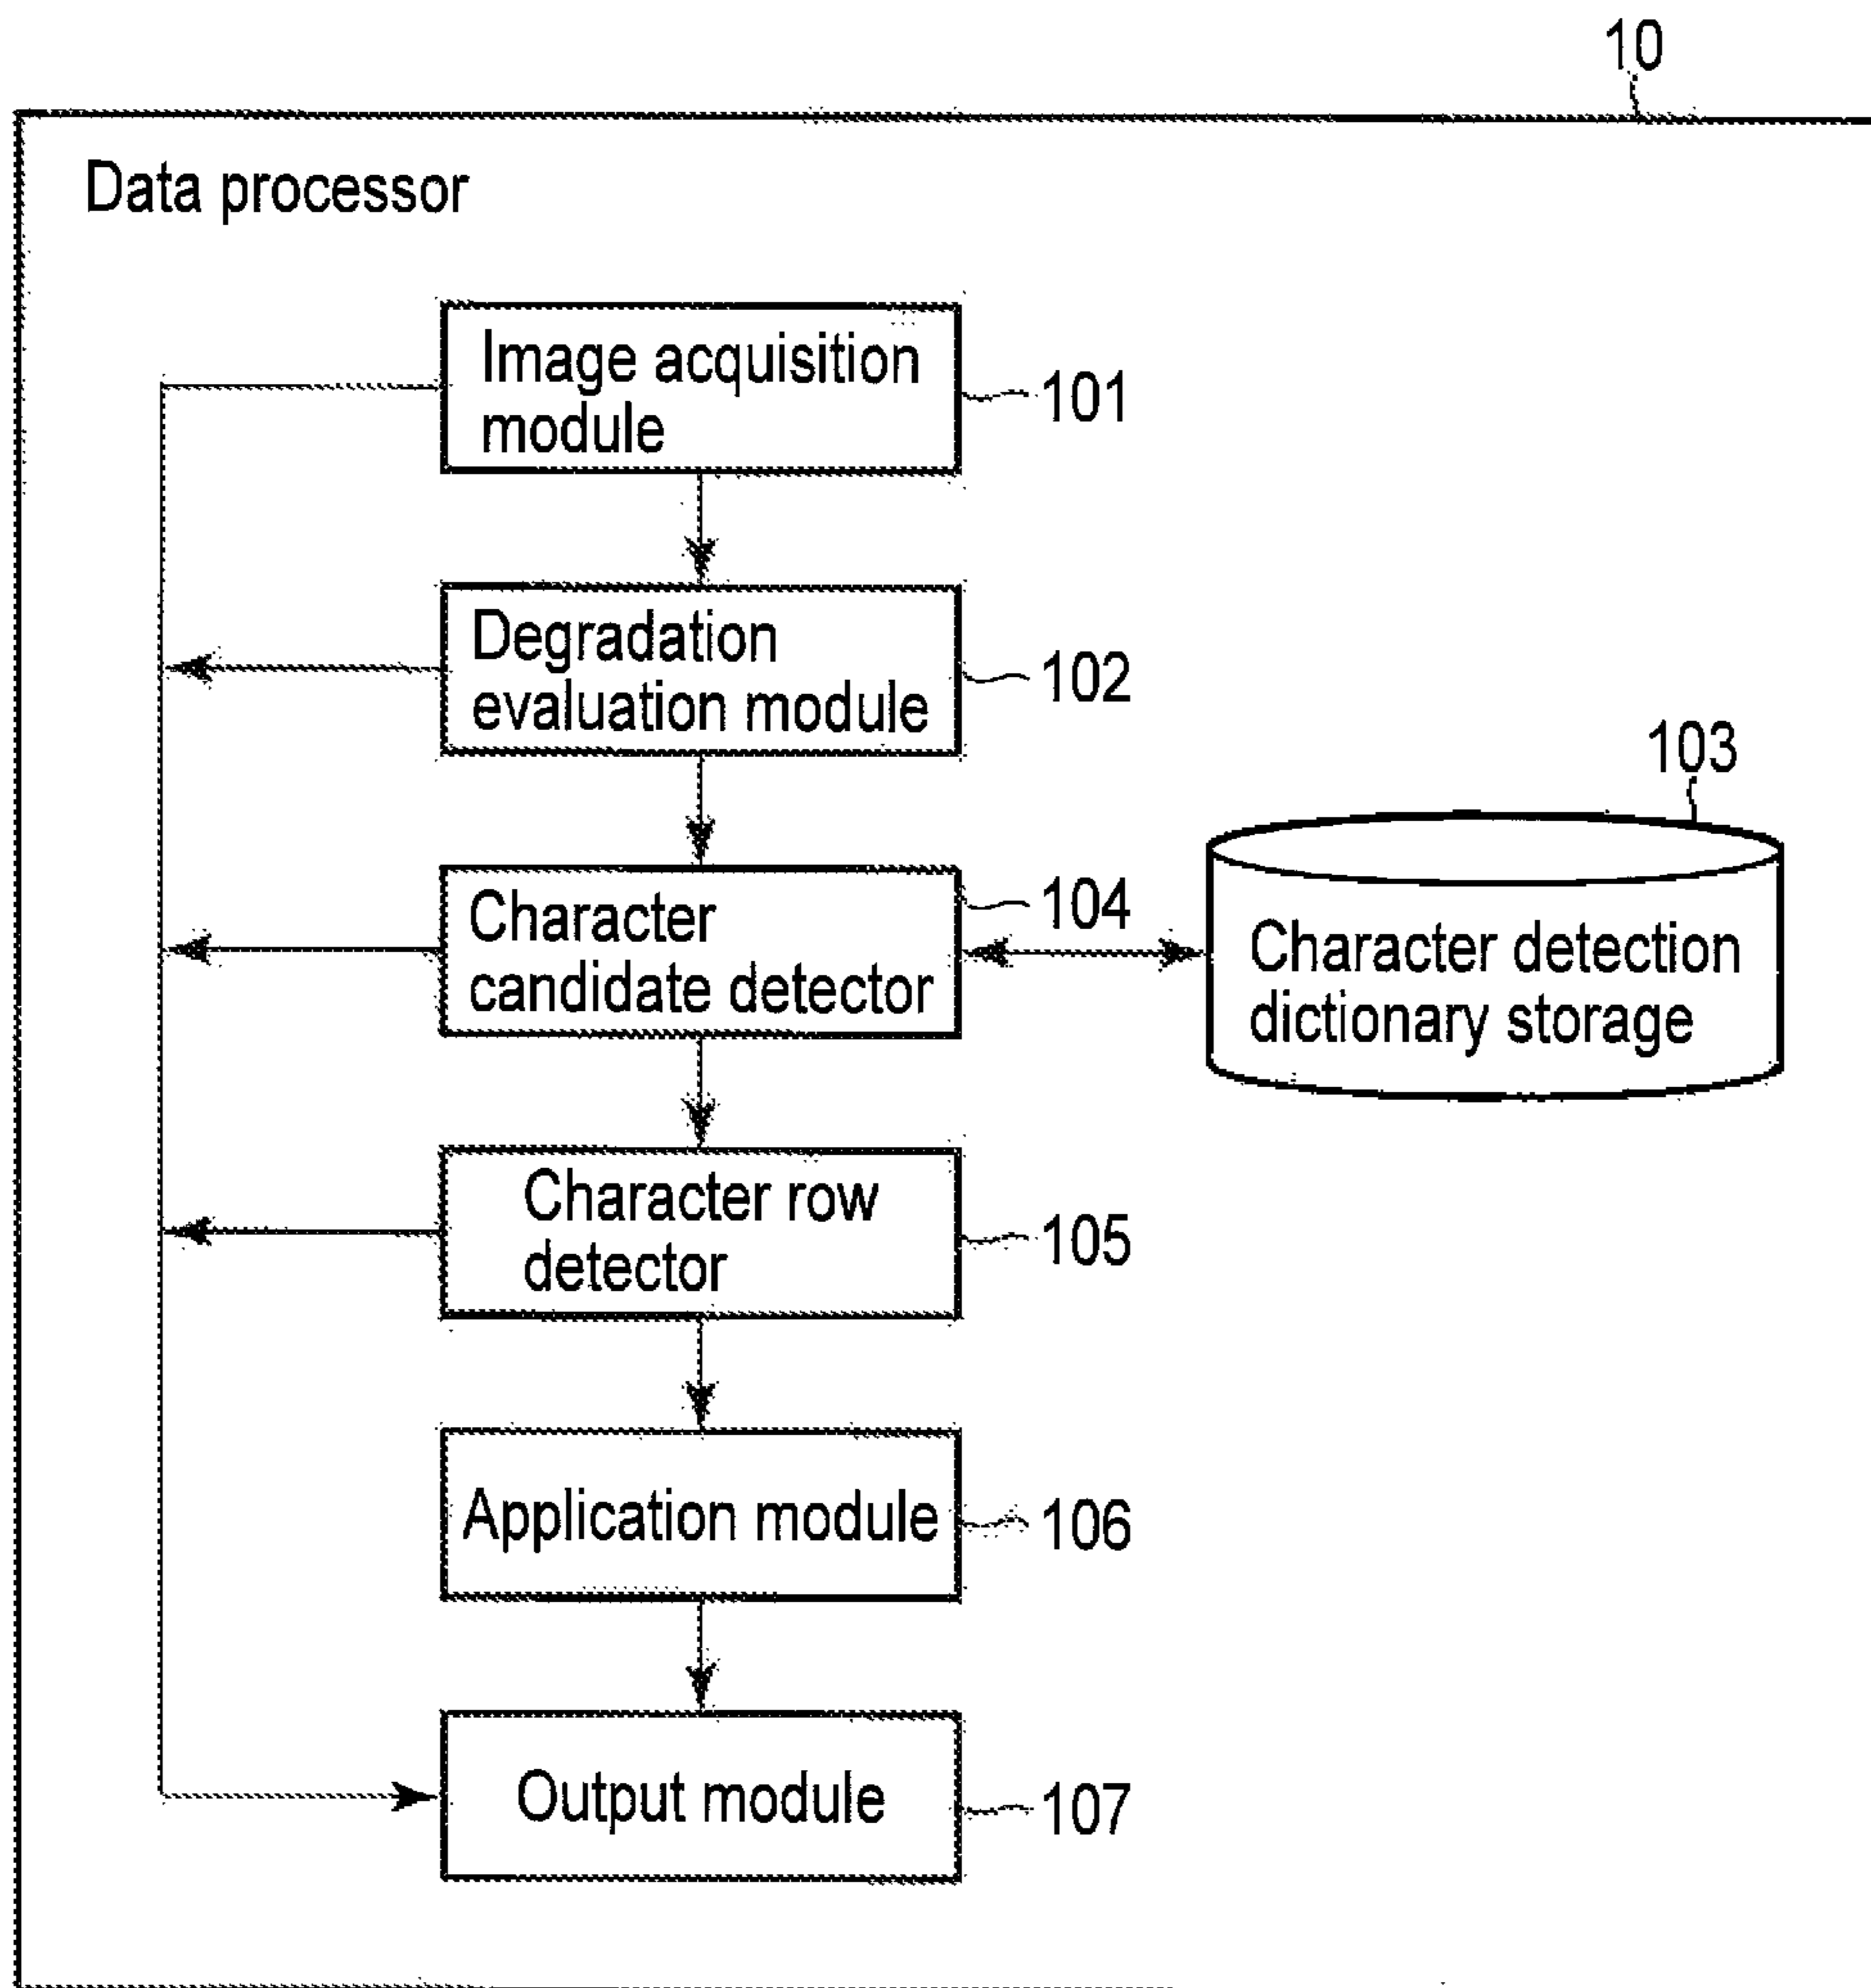 10
Data processor
Image acquisition
module
101
Degradation
evaluation module
102
103
Character
candidate detector
104
Character detection
dictionary storage
Character row
detector
105
Application module
106
Output module
107